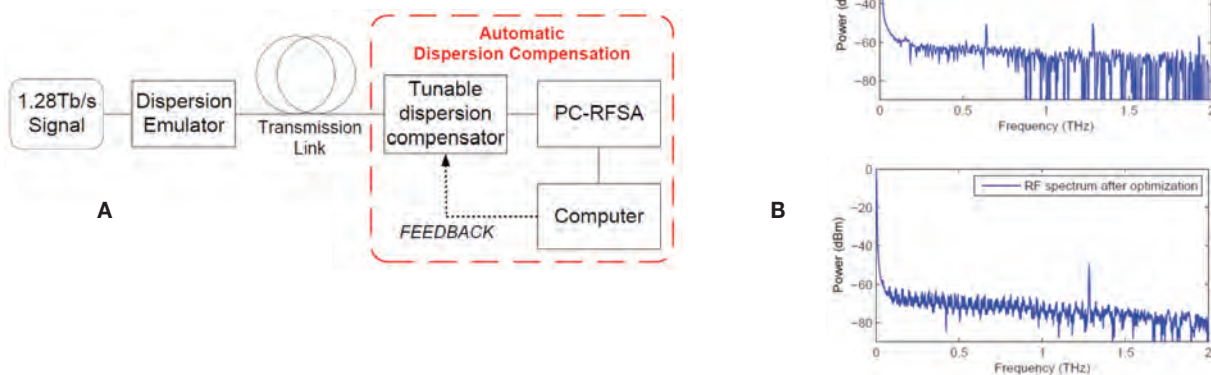 Automatic
Dispersion Compensation
1.28Tb/s
Signal
Dispersion
Emulator
Transmission
Link
Tunable
dispersion
compensator
PC-RFSA
Computer
FEEDBACK
A
−40
−60
−80
0
0.5
1
1.5
2
Frequency (THz)
B
0
−20
−40
−60
−80
Power (dBm)
RF spectrum after optimization
0
0.5
1
1.5
2
Frequency (THz)